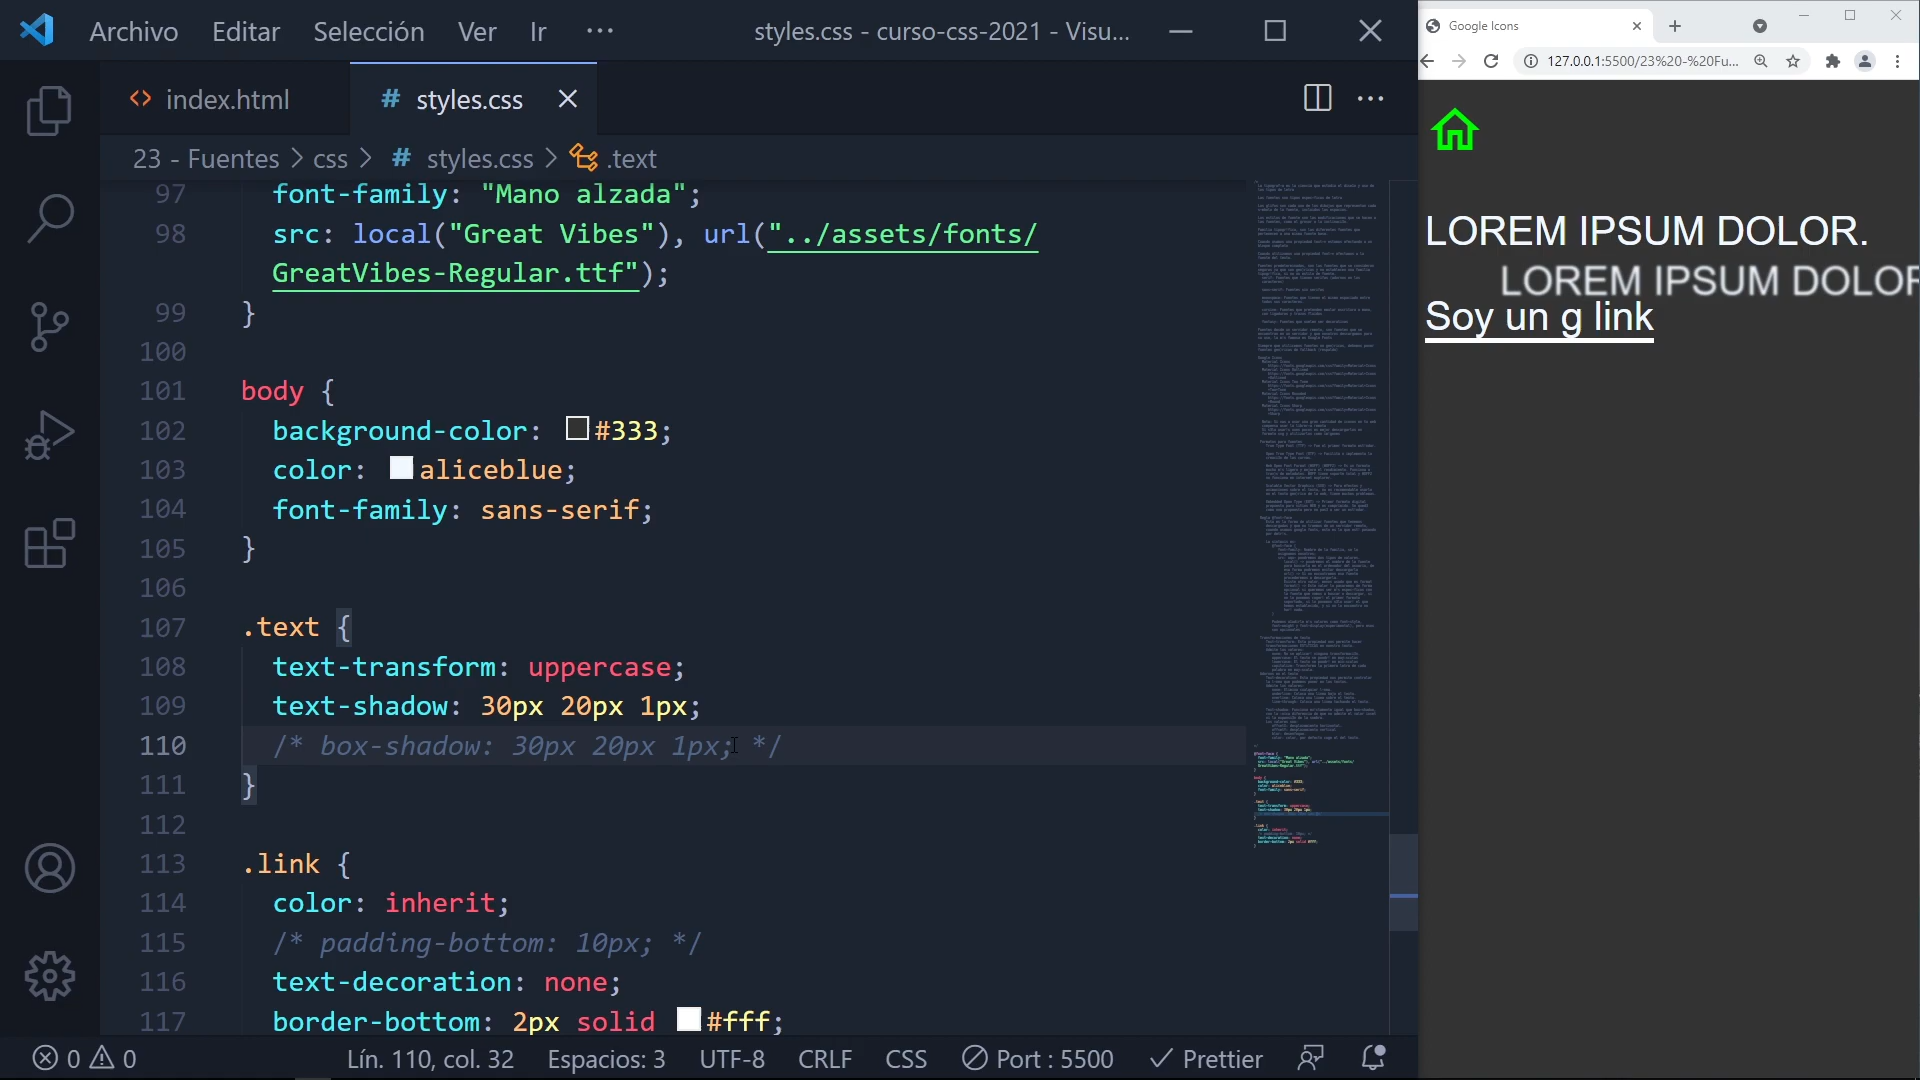 Archivo Editar Selección Ver Ir ··· styles.css - curso-css-2021 - Visu...
index.html # styles.css
23 - Fuentes > css > # styles.css > .text
97 font-family: "Mano alzada";
98 src: local("Great Vibes"), url("../assets/fonts/
GreatVibes-Regular.ttf");
99 }
100
101 body {
102 background-color: #333;
103 color: aliceblue;
104 font-family: sans-serif;
105 }
106
107 .text {
108 text-transform: uppercase;
109 text-shadow: 30px 20px 1px;
110 /* box-shadow: 30px 20px 1px; */
111 }
112
113 .link {
114 color: inherit;
115 /* padding-bottom: 10px; */
116 text-decoration: none;
117 border-bottom: 2px solid #fff;
0 0 Lín. 110, col. 32 Espacios: 3 UTF-8 CRLF CSS Port : 5500 Prettier
Google Icons
127.0.0.1:5500/23%20-%20Fu...
LOREM IPSUM DOLOR.
LOREM IPSUM DOLOR
Soy un g link